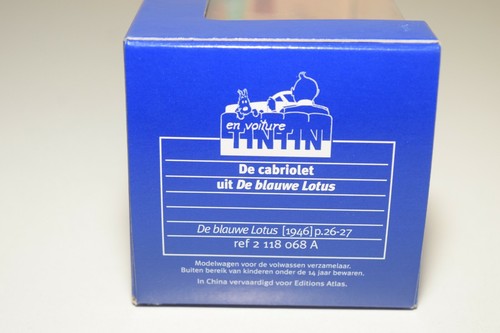 en voiture
TINTIN
De cabriolet
uit De blauwe Lotus
De blauwe Lotus [1946] p.26-27
ref 2 118 068 A
Modelwagen voor de volwassen verzamelaar.
Buiten bereik van kinderen onder de 14 jaar bewaren.
In China vervaardigd voor Editions Atlas.